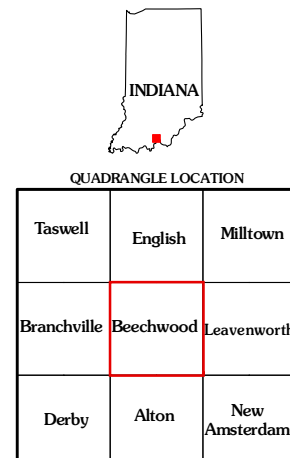 INDIANA
QUADRANGLE LOCATION
Taswell English Milltown
Branchville Beechwood Leavenworth
Derby Alton New
Amsterdam